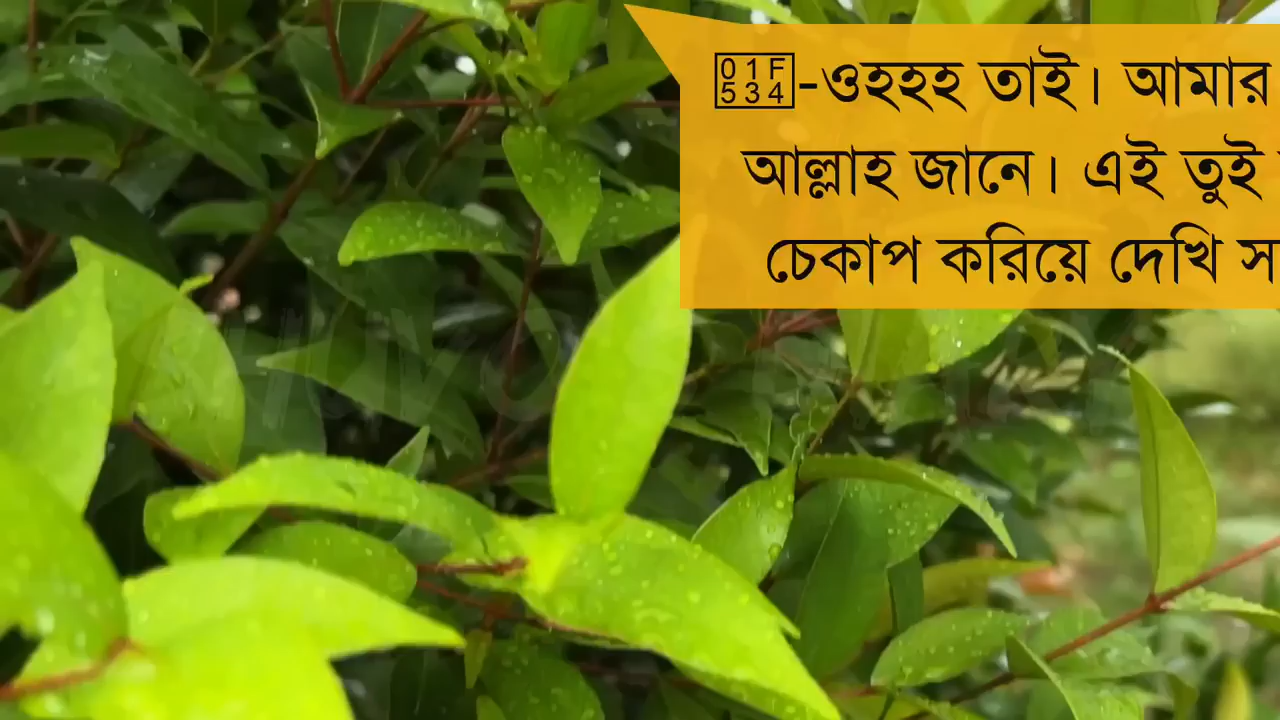 -ওহহহ তাই। আমার
আল্লাহ জানে। এই তুই
চেকাপ করিয়ে দেখি